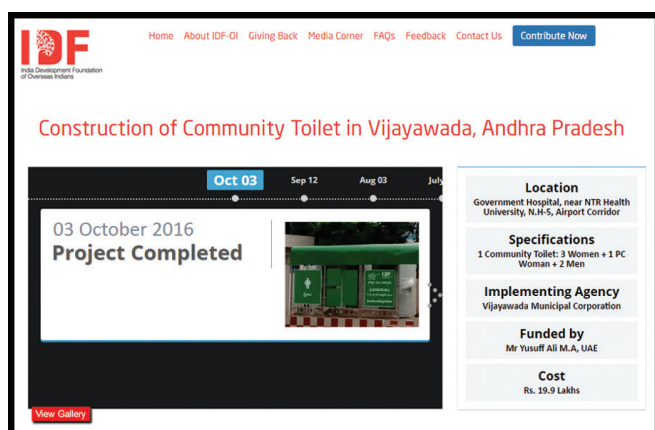 IDF
India Development Foundation
of Overseas Indians
Home About IDF-OI Giving Back Media Corner FAQs Feedback Contact Us Contribute Now
Construction of Community Toilet in Vijayawada, Andhra Pradesh
Oct 03 Sep 12 Aug 03 July
03 October 2016
Project Completed
View Gallery
Location
Government Hospital, near NTR Health
University, N.H-5, Airport Corridor
Specifications
1 Community Toilet: 3 Women + 1 PC
Woman + 2 Men
Implementing Agency
Vijayawada Municipal Corporation
Funded by
Mr Yusuff Ali M.A, UAE
Cost
Rs. 19.9 Lakhs